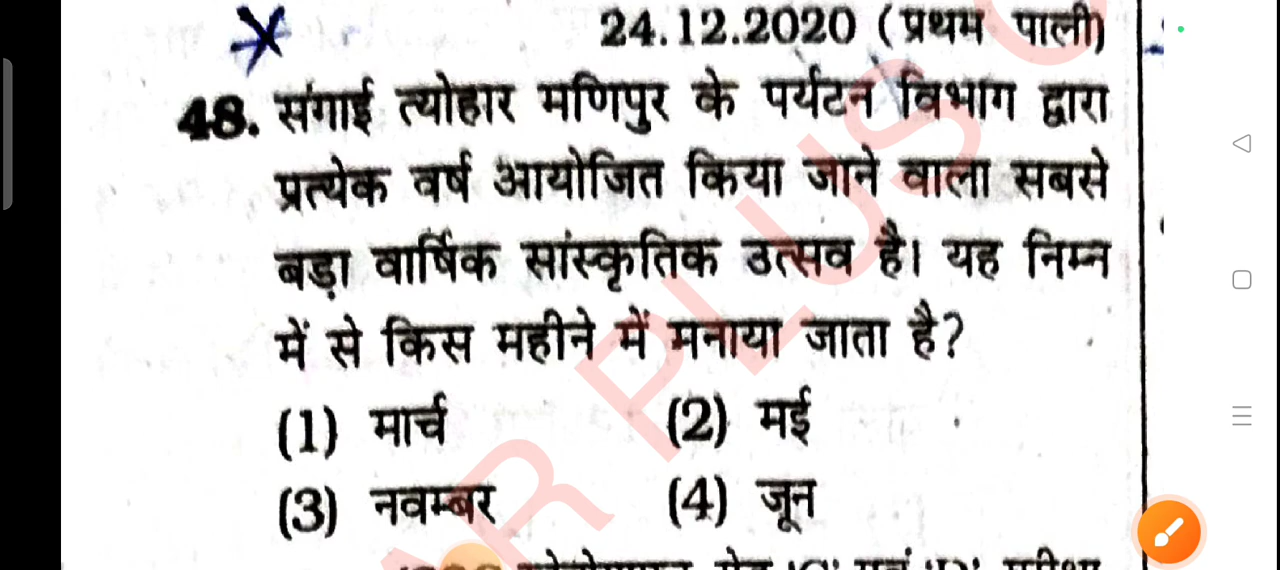 24.12.2020 (प्रथम पाली)
48. संगाई त्योहार मणिपुर के पर्यटन विभाग द्वारा
प्रत्येक वर्ष आयोजित किया जाने वाला सबसे
बड़ा वार्षिक सांस्कृतिक उत्सव है। यह निम्न
में से किस महीने में मनाया जाता है?
(1) मार्च (2) मई
(3) नवम्बर (4) जून